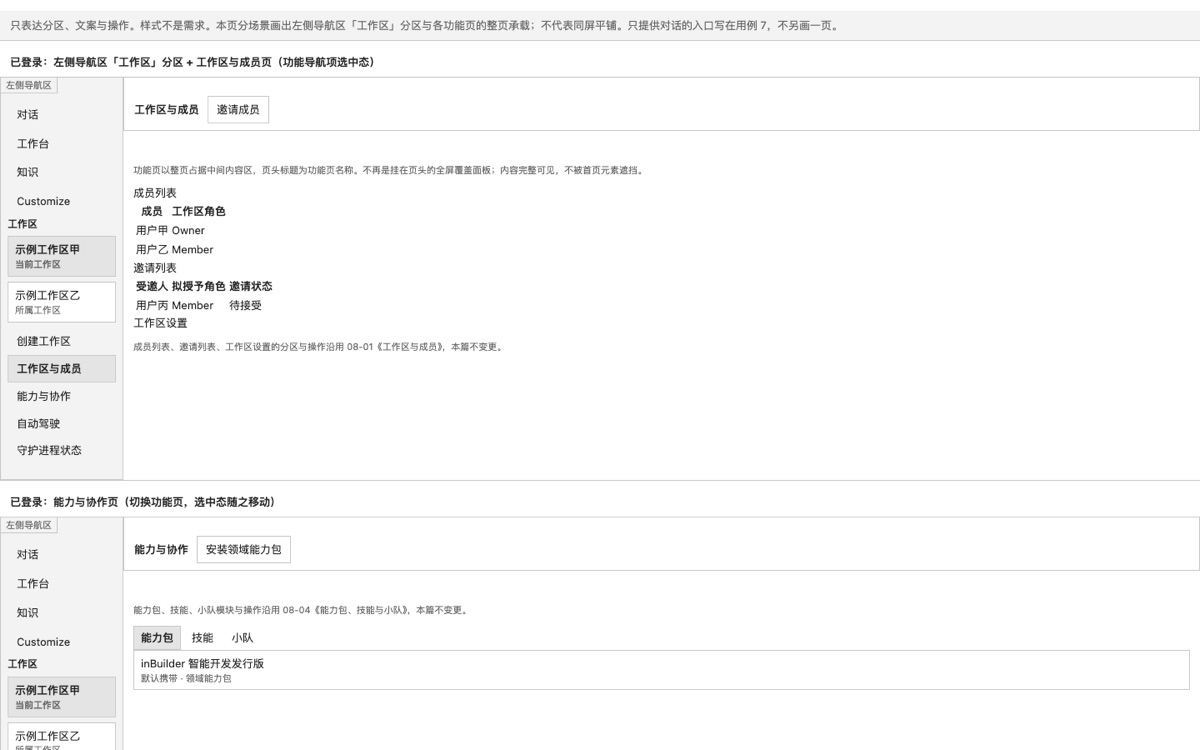 只表达分区、文案与操作。样式不是需求。本页分场景画出左侧导航区「工作区」分区与各功能页的整页承载；不代表同屏平铺。只提供对话的入口写在用例 7，不另画一页。
已登录：左侧导航区「工作区」分区 + 工作区与成员页（功能导航项选中态）
左侧导航区
对话
工作台
知识
Customize
工作区
示例工作区甲
当前工作区
示例工作区乙
所属工作区
创建工作区
工作区与成员
能力与协作
自动驾驶
守护进程状态
工作区与成员 邀请成员
功能页以整页占据中间内容区，页头标题为功能页名称。不再是挂在页头的全屏覆盖面板；内容完整可见，不被首页元素遮挡。
成员列表
成员 工作区角色
用户甲 Owner
用户乙 Member
邀请列表
受邀人 拟授予角色 邀请状态
用户丙 Member 待接受
工作区设置
成员列表、邀请列表、工作区设置的分区与操作沿用 08-01《工作区与成员》，本篇不变更。
已登录：能力与协作页（切换功能页，选中态随之移动）
左侧导航区
对话
工作台
知识
Customize
工作区
示例工作区甲
当前工作区
示例工作区乙
所属工作区
能力与协作 安装领域能力包
能力包、技能、小队模块与操作沿用 08-04《能力包、技能与小队》，本篇不变更。
能力包 技能 小队
inBuilder 智能开发发行版
默认携带 · 领域能力包